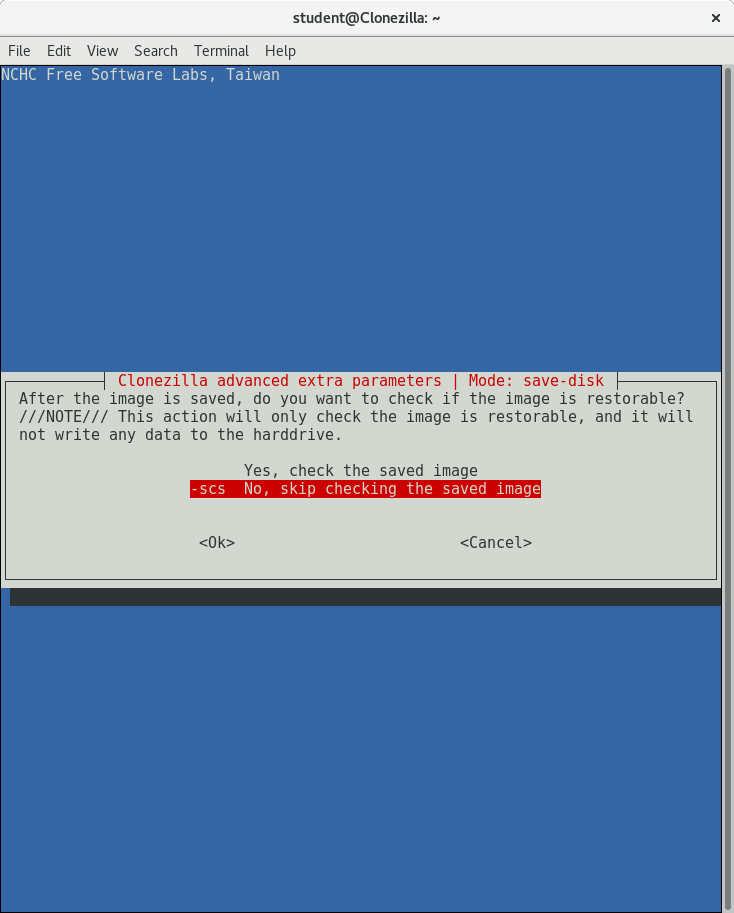 student@Clonezilla: ~
File Edit View Search Terminal Help
NCHC Free Software Labs, Taiwan
Clonezilla advanced extra parameters | Mode: save-disk
After the image is saved, do you want to check if the image is restorable?
///NOTE/// This action will only check the image is restorable, and it will
not write any data to the harddrive.
Yes, check the saved image
-scs No, skip checking the saved image
<Ok> <Cancel>